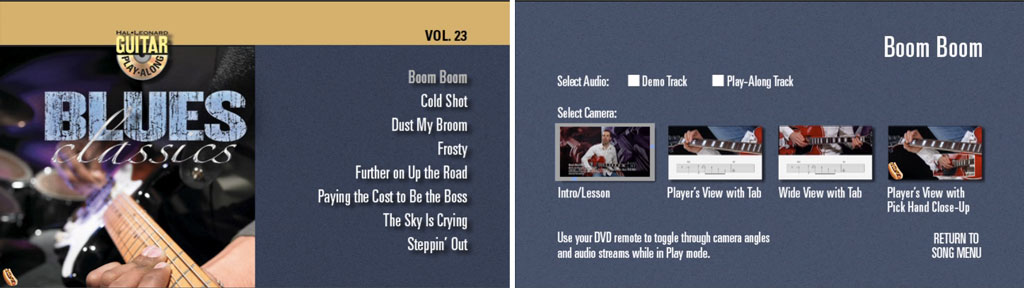 HAL•LEONARD
GUITAR
PLAY-ALONG
VOL. 23
BLUES
classics
Boom Boom
Cold Shot
Dust My Broom
Frosty
Further on Up the Road
Paying the Cost to Be the Boss
The Sky Is Crying
Steppin' Out
Boom Boom
Select Audio:
Demo Track
Play-Along Track
Select Camera:
Intro/Lesson
Player's View with Tab
Wide View with Tab
Player's View with
Pick Hand Close-Up
Use your DVD remote to toggle through camera angles
and audio streams while in Play mode.
RETURN TO
SONG MENU